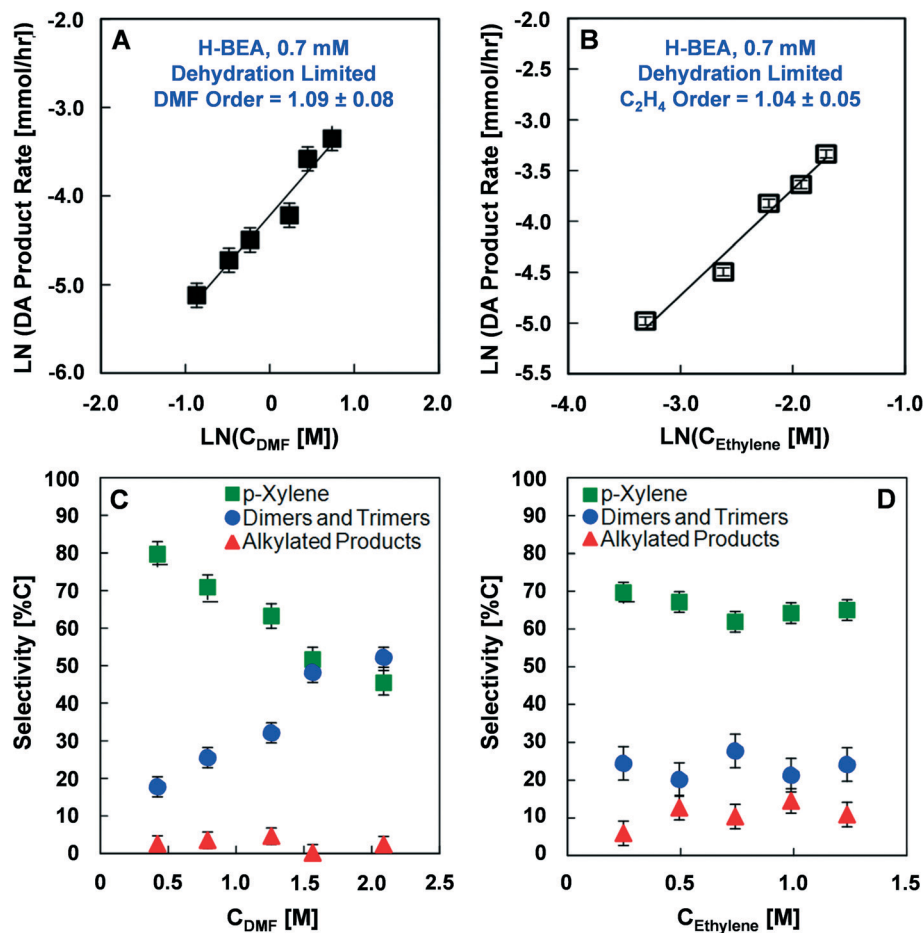 A
H-BEA, 0.7 mM
Dehydration Limited
DMF Order = 1.09 ± 0.08
LN (DA Product Rate [mmol/hr])
-2.0
-3.0
-4.0
-5.0
-6.0
-2.0 -1.0 0 1.0 2.0
LN(C_DMF [M])
B
H-BEA, 0.7 mM
Dehydration Limited
C₂H₄ Order = 1.04 ± 0.05
LN (DA Product Rate [mmol/hr])
-2.0
-2.5
-3.0
-3.5
-4.0
-4.5
-5.0
-5.5
-4.0 -3.0 -2.0 -1.0
LN(C_Ethylene [M])
C
p-Xylene
Dimers and Trimers
Alkylated Products
Selectivity [%C]
100
90
80
70
60
50
40
30
20
10
0
0 0.5 1.0 1.5 2.0 2.5
C_DMF [M]
D
p-Xylene
Dimers and Trimers
Alkylated Products
Selectivity [%C]
100
90
80
70
60
50
40
30
20
10
0
0 0.5 1.0 1.5
C_Ethylene [M]